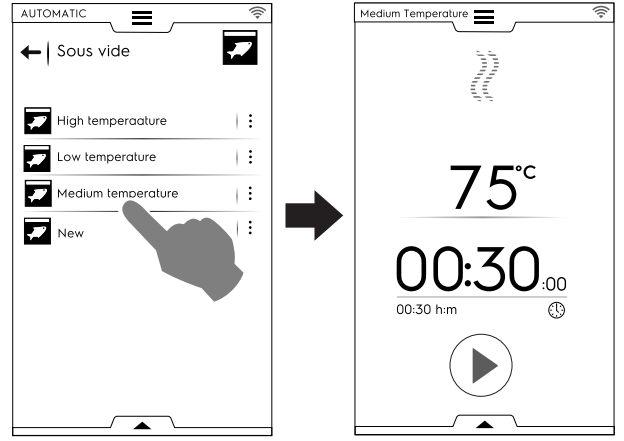 AUTOMATIC
Sous vide
High temperaature
Low temperature
Medium temperature
New
Medium Temperature
75°C
00:30:00
00:30 h:m